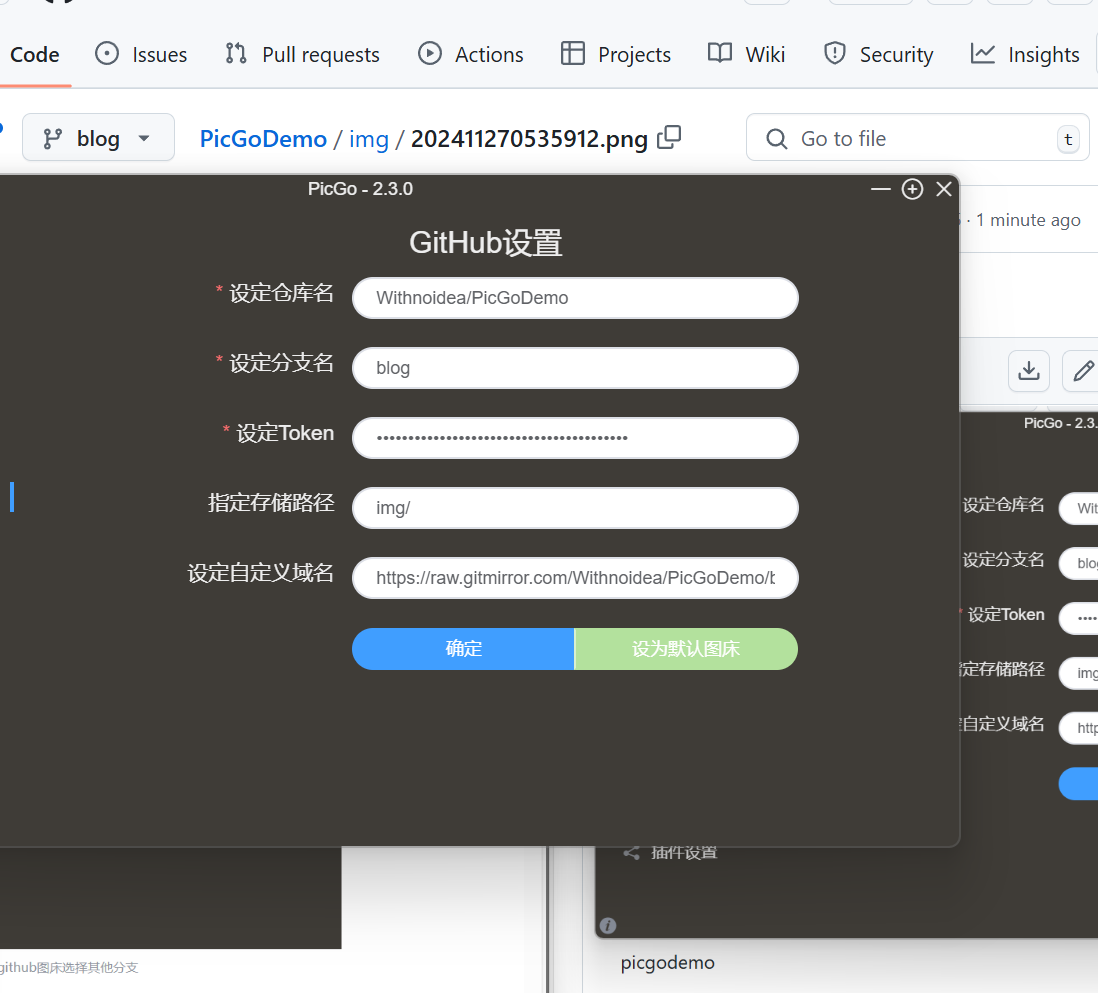 Code Issues Pull requests Actions Projects Wiki Security Insights
blog PicGoDemo / img / 202411270535912.png Go to file t
PicGo - 2.3.0
· 1 minute ago
GitHub设置
* 设定仓库名 Withnoidea/PicGoDemo
* 设定分支名 blog
* 设定Token ••••••••••••••••••••••••••••••••••••••••
指定存储路径 img/
设定自定义域名 https://raw.gitmirror.com/Withnoidea/PicGoDemo/b
确定 设为默认图床
PicGo - 2.3.
设定仓库名 Wit
设定分支名 blog
* 设定Token ••••
指定存储路径 img
自定义域名 http
插件设置
picgodemo
github图床选择其他分支